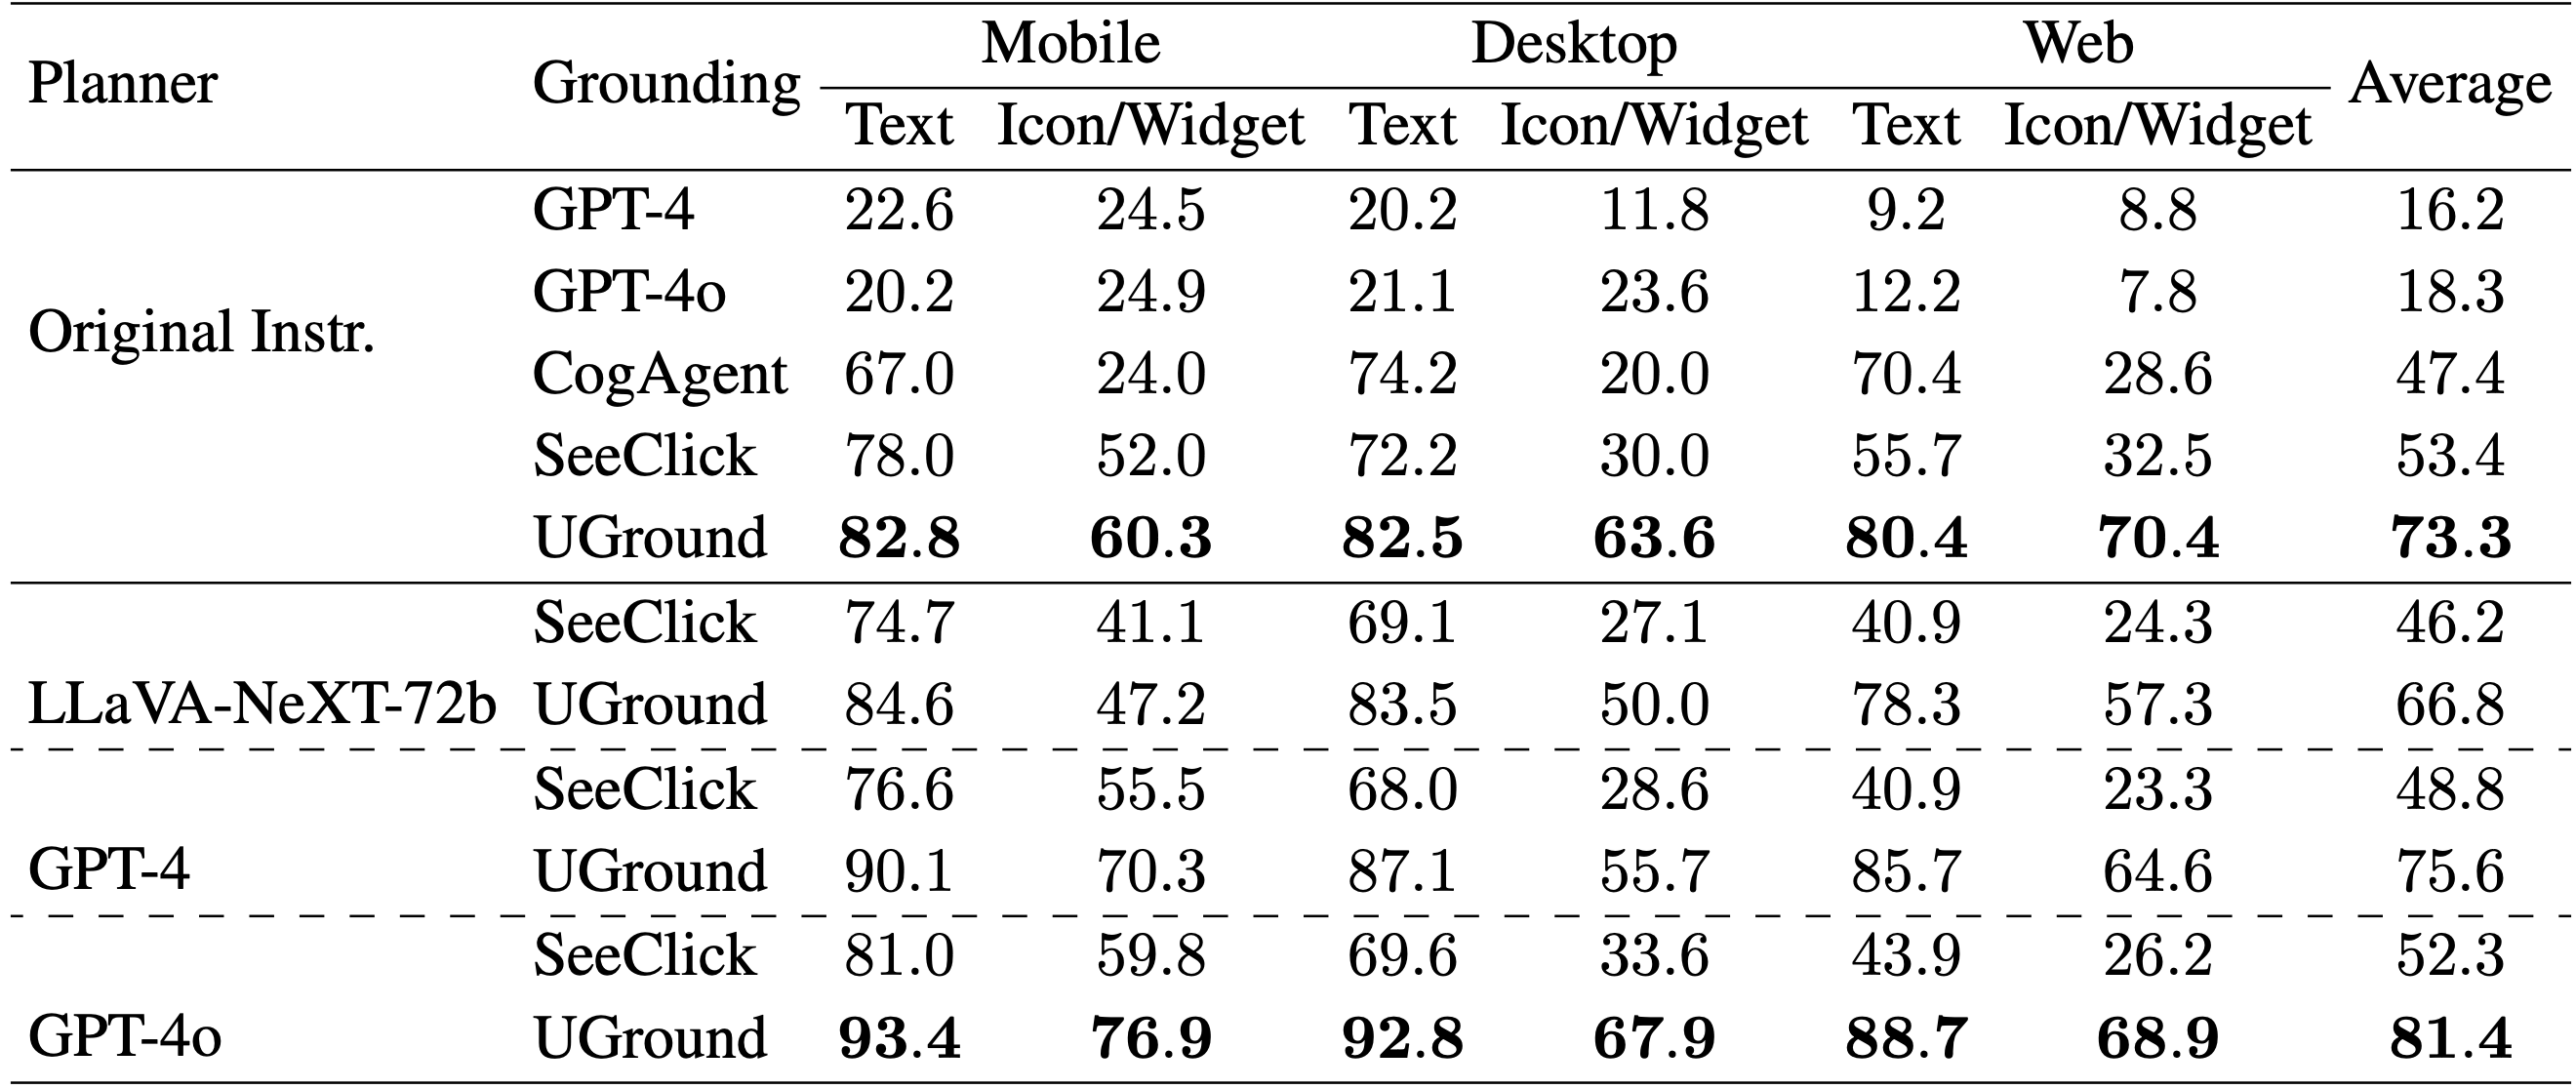 Planner Grounding Mobile Desktop Web Average
Text Icon/Widget Text Icon/Widget Text Icon/Widget
Original Instr. GPT-4 22.6 24.5 20.2 11.8 9.2 8.8 16.2
GPT-4o 20.2 24.9 21.1 23.6 12.2 7.8 18.3
CogAgent 67.0 24.0 74.2 20.0 70.4 28.6 47.4
SeeClick 78.0 52.0 72.2 30.0 55.7 32.5 53.4
UGround 82.8 60.3 82.5 63.6 80.4 70.4 73.3
SeeClick 74.7 41.1 69.1 27.1 40.9 24.3 46.2
LLaVA-NeXT-72b UGround 84.6 47.2 83.5 50.0 78.3 57.3 66.8
SeeClick 76.6 55.5 68.0 28.6 40.9 23.3 48.8
GPT-4 UGround 90.1 70.3 87.1 55.7 85.7 64.6 75.6
SeeClick 81.0 59.8 69.6 33.6 43.9 26.2 52.3
GPT-4o UGround 93.4 76.9 92.8 67.9 88.7 68.9 81.4